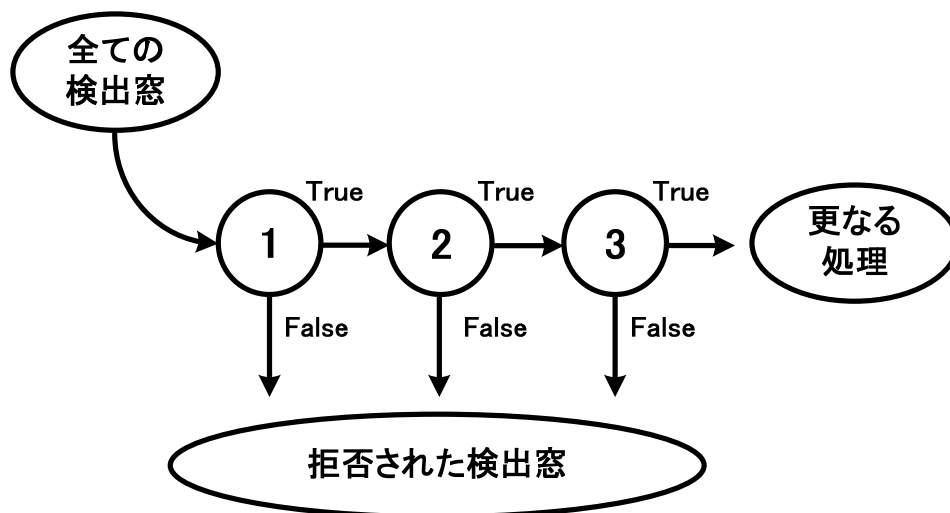 全ての
検出窓
True
True
True
1
2
3
更なる
処理
False
False
False
拒否された検出窓